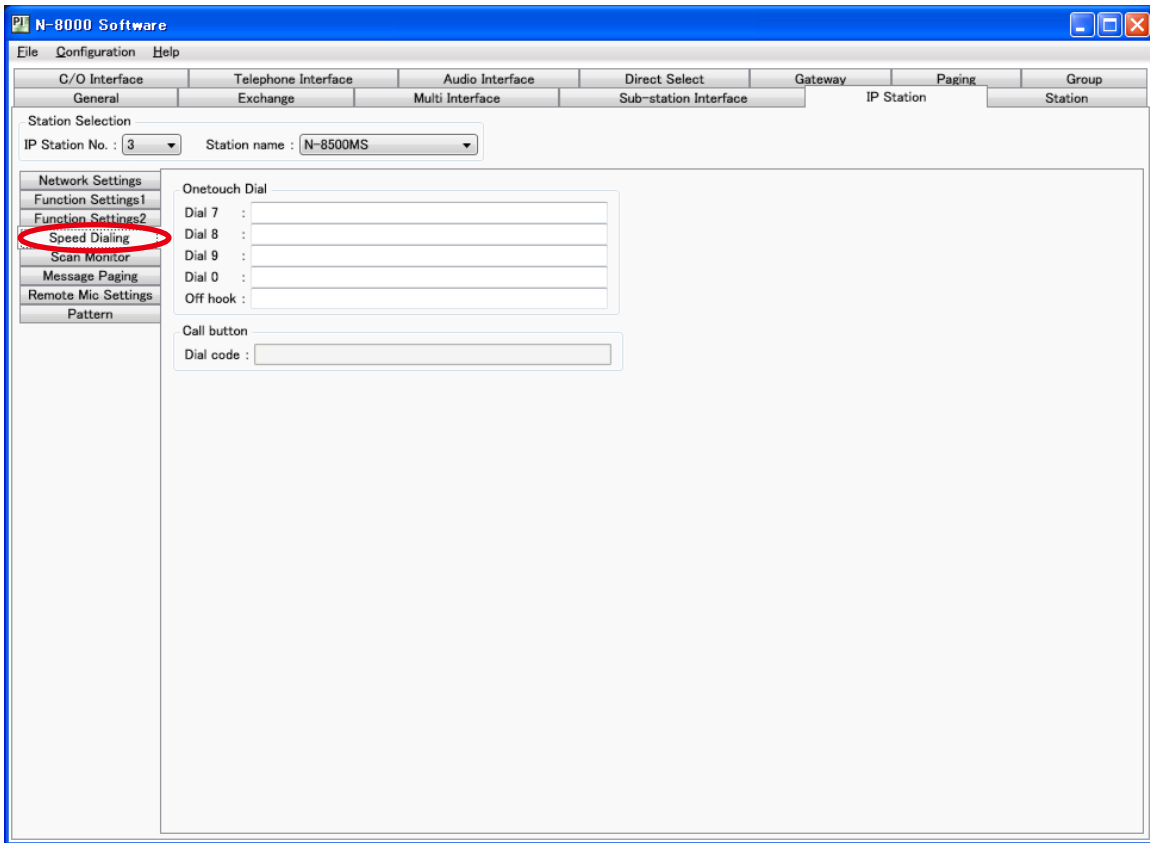 N-8000 Software
File Configuration Help
C/O Interface Telephone Interface Audio Interface Direct Select Gateway Paging Group
General Exchange Multi Interface Sub-station Interface IP Station Station
Station Selection
IP Station No. : 3 Station name : N-8500MS
Network Settings
Function Settings1
Function Settings2
Speed Dialing
Scan Monitor
Message Paging
Remote Mic Settings
Pattern
Onetouch Dial
Dial 7 :
Dial 8 :
Dial 9 :
Dial 0 :
Off hook :
Call button
Dial code :